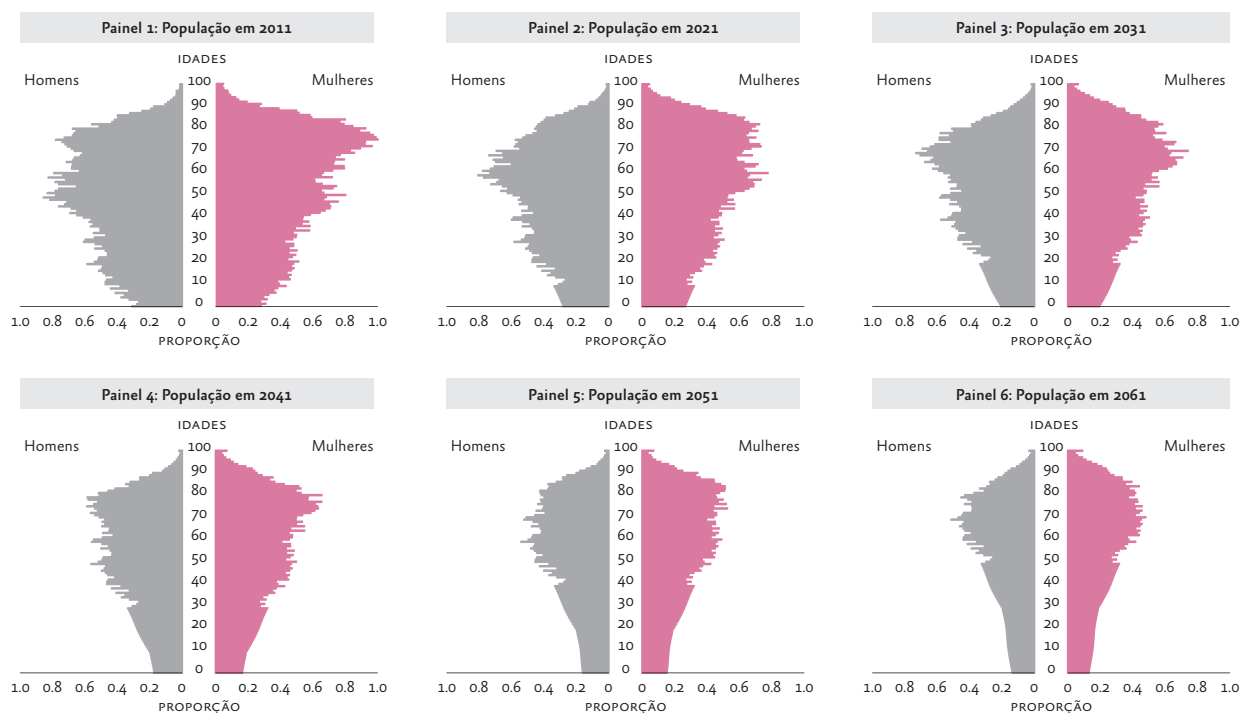 Painel 1: População em 2011
IDADES
Homens
Mulheres
100
90
80
70
60
50
40
30
20
10
0
1.0 0.8 0.6 0.4 0.2 0 0 0.2 0.4 0.6 0.8 1.0
PROPORÇÃO
Painel 2: População em 2021
IDADES
Homens
Mulheres
100
90
80
70
60
50
40
30
20
10
0
1.0 0.8 0.6 0.4 0.2 0 0 0.2 0.4 0.6 0.8 1.0
PROPORÇÃO
Painel 3: População em 2031
IDADES
Homens
Mulheres
100
90
80
70
60
50
40
30
20
10
0
1.0 0.8 0.6 0.4 0.2 0 0 0.2 0.4 0.6 0.8 1.0
PROPORÇÃO
Painel 4: População em 2041
IDADES
Homens
Mulheres
100
90
80
70
60
50
40
30
20
10
0
1.0 0.8 0.6 0.4 0.2 0 0 0.2 0.4 0.6 0.8 1.0
PROPORÇÃO
Painel 5: População em 2051
IDADES
Homens
Mulheres
100
90
80
70
60
50
40
30
20
10
0
1.0 0.8 0.6 0.4 0.2 0 0 0.2 0.4 0.6 0.8 1.0
PROPORÇÃO
Painel 6: População em 2061
IDADES
Homens
Mulheres
100
90
80
70
60
50
40
30
20
10
0
1.0 0.8 0.6 0.4 0.2 0 0 0.2 0.4 0.6 0.8 1.0
PROPORÇÃO